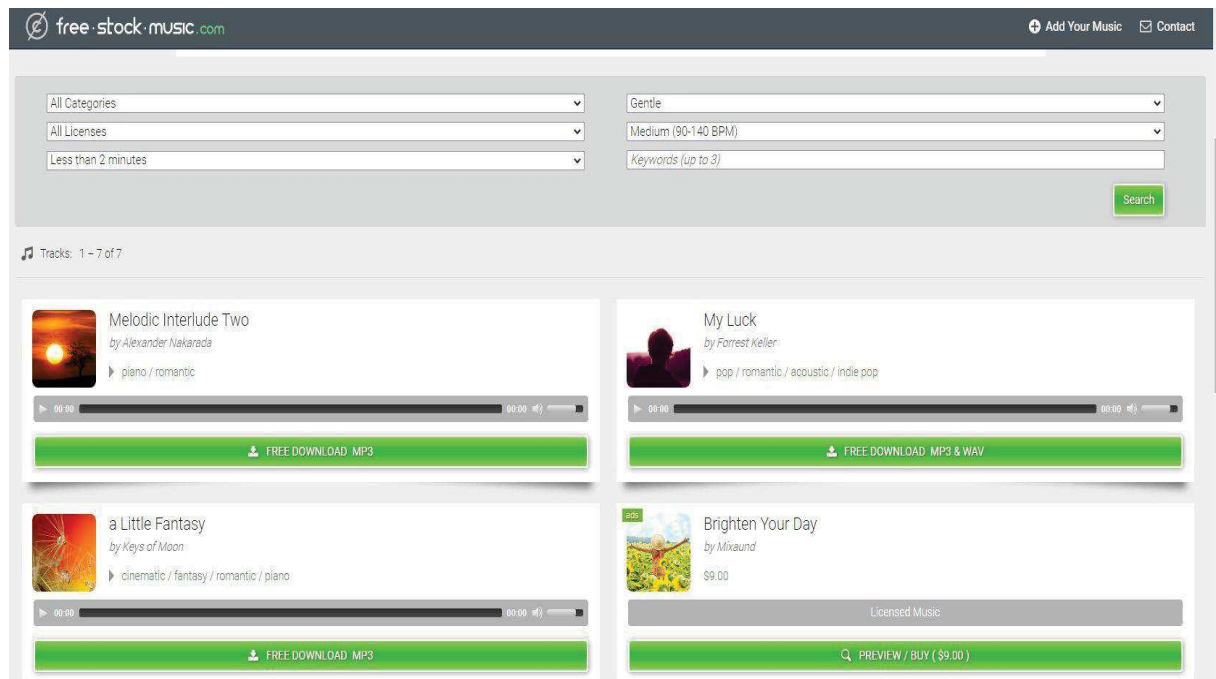 free·stock·music.com
Add Your Music
Contact
All Categories
Gentle
All Licenses
Medium (90-140 BPM)
Less than 2 minutes
Keywords (up to 3)
Search
Tracks: 1 – 7 of 7
Melodic Interlude Two
by Alexander Nakarada
piano / romantic
00:00 00:00
FREE DOWNLOAD MP3
My Luck
by Forrest Keller
pop / romantic / acoustic / indie pop
00:00 00:00
FREE DOWNLOAD MP3 & WAV
a Little Fantasy
by Keys of Moon
cinematic / fantasy / romantic / piano
00:00 00:00
FREE DOWNLOAD MP3
ads
Brighten Your Day
by Mixaund
$9.00
Licensed Music
PREVIEW / BUY ( $9.00 )